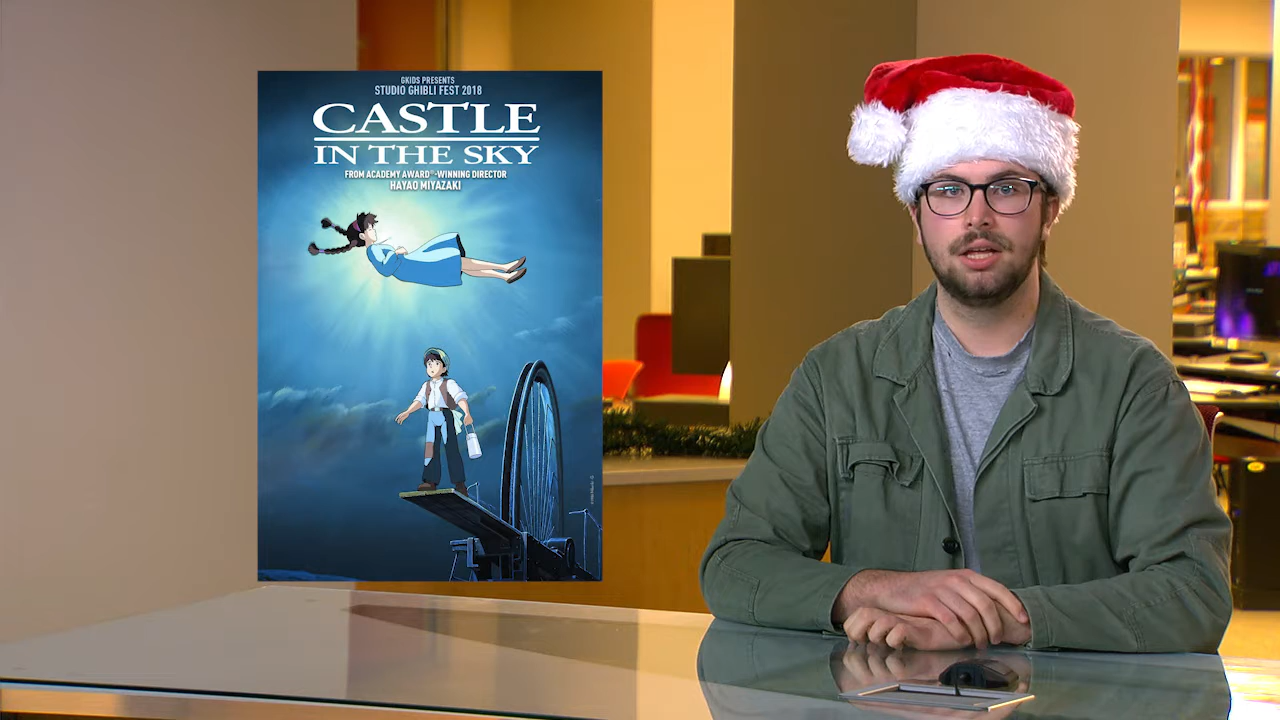 GKIDS PRESENTS
STUDIO GHIBLI FEST 2018
CASTLE
IN THE SKY
FROM ACADEMY AWARD®-WINNING DIRECTOR
HAYAO MIYAZAKI